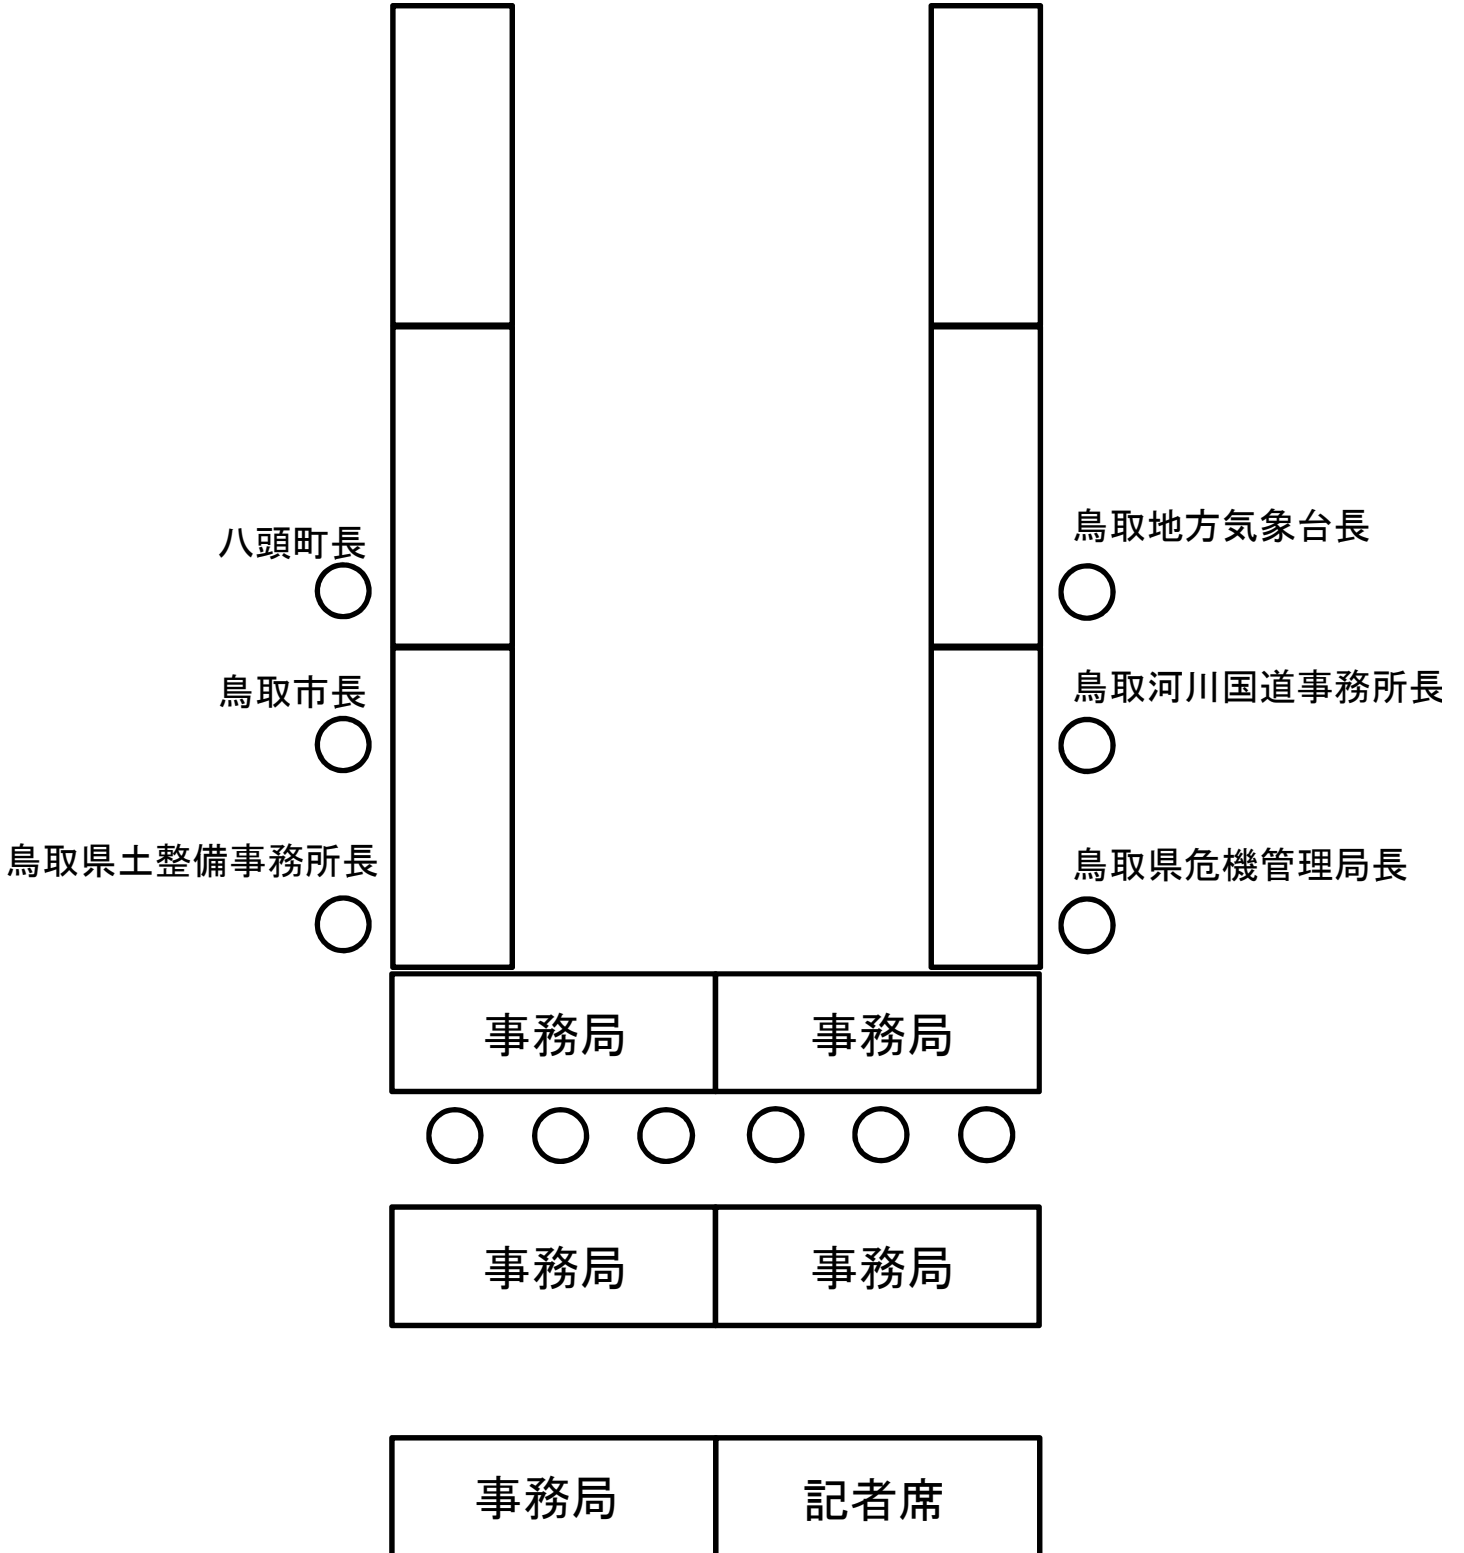 八頭町長
鳥取地方気象台長
鳥取市長
鳥取河川国道事務所長
鳥取県土整備事務所長
鳥取県危機管理局長
事務局
事務局
事務局
事務局
事務局
記者席